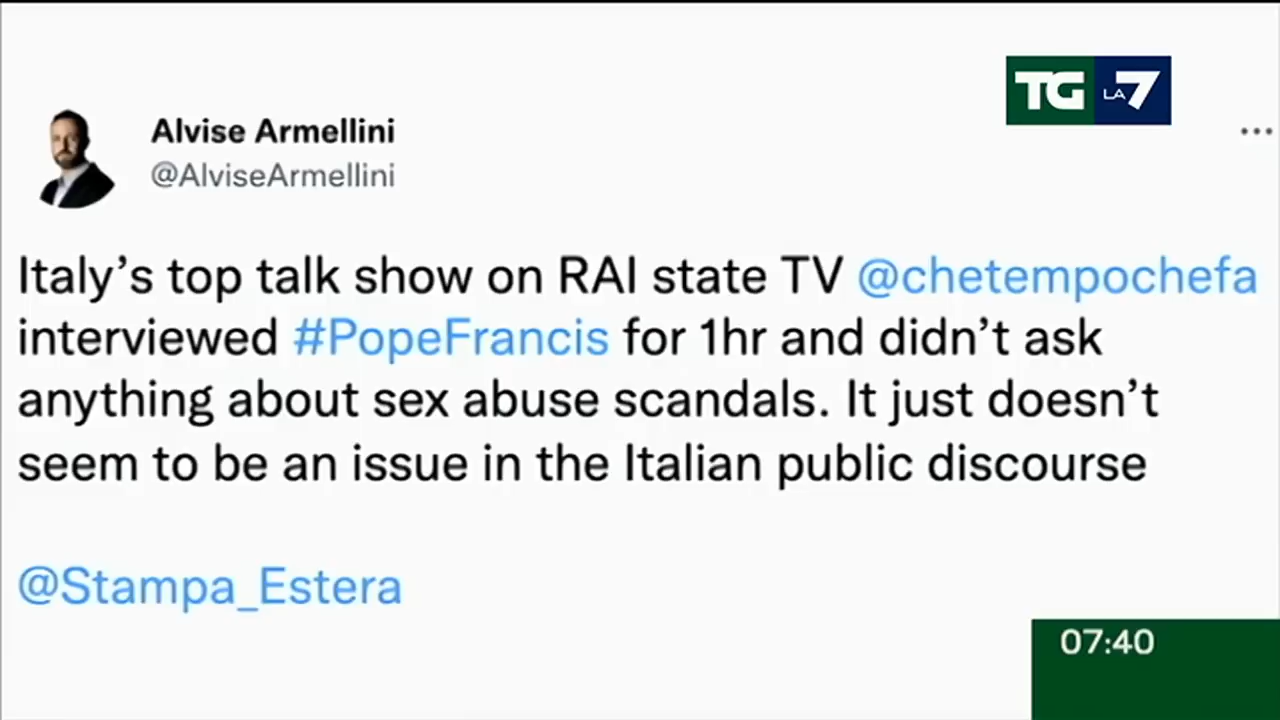 TG LA 7
Alvise Armellini
@AlviseArmellini
Italy’s top talk show on RAI state TV @chetempochefa
interviewed #PopeFrancis for 1hr and didn’t ask
anything about sex abuse scandals. It just doesn’t
seem to be an issue in the Italian public discourse
@Stampa_Estera
07:40